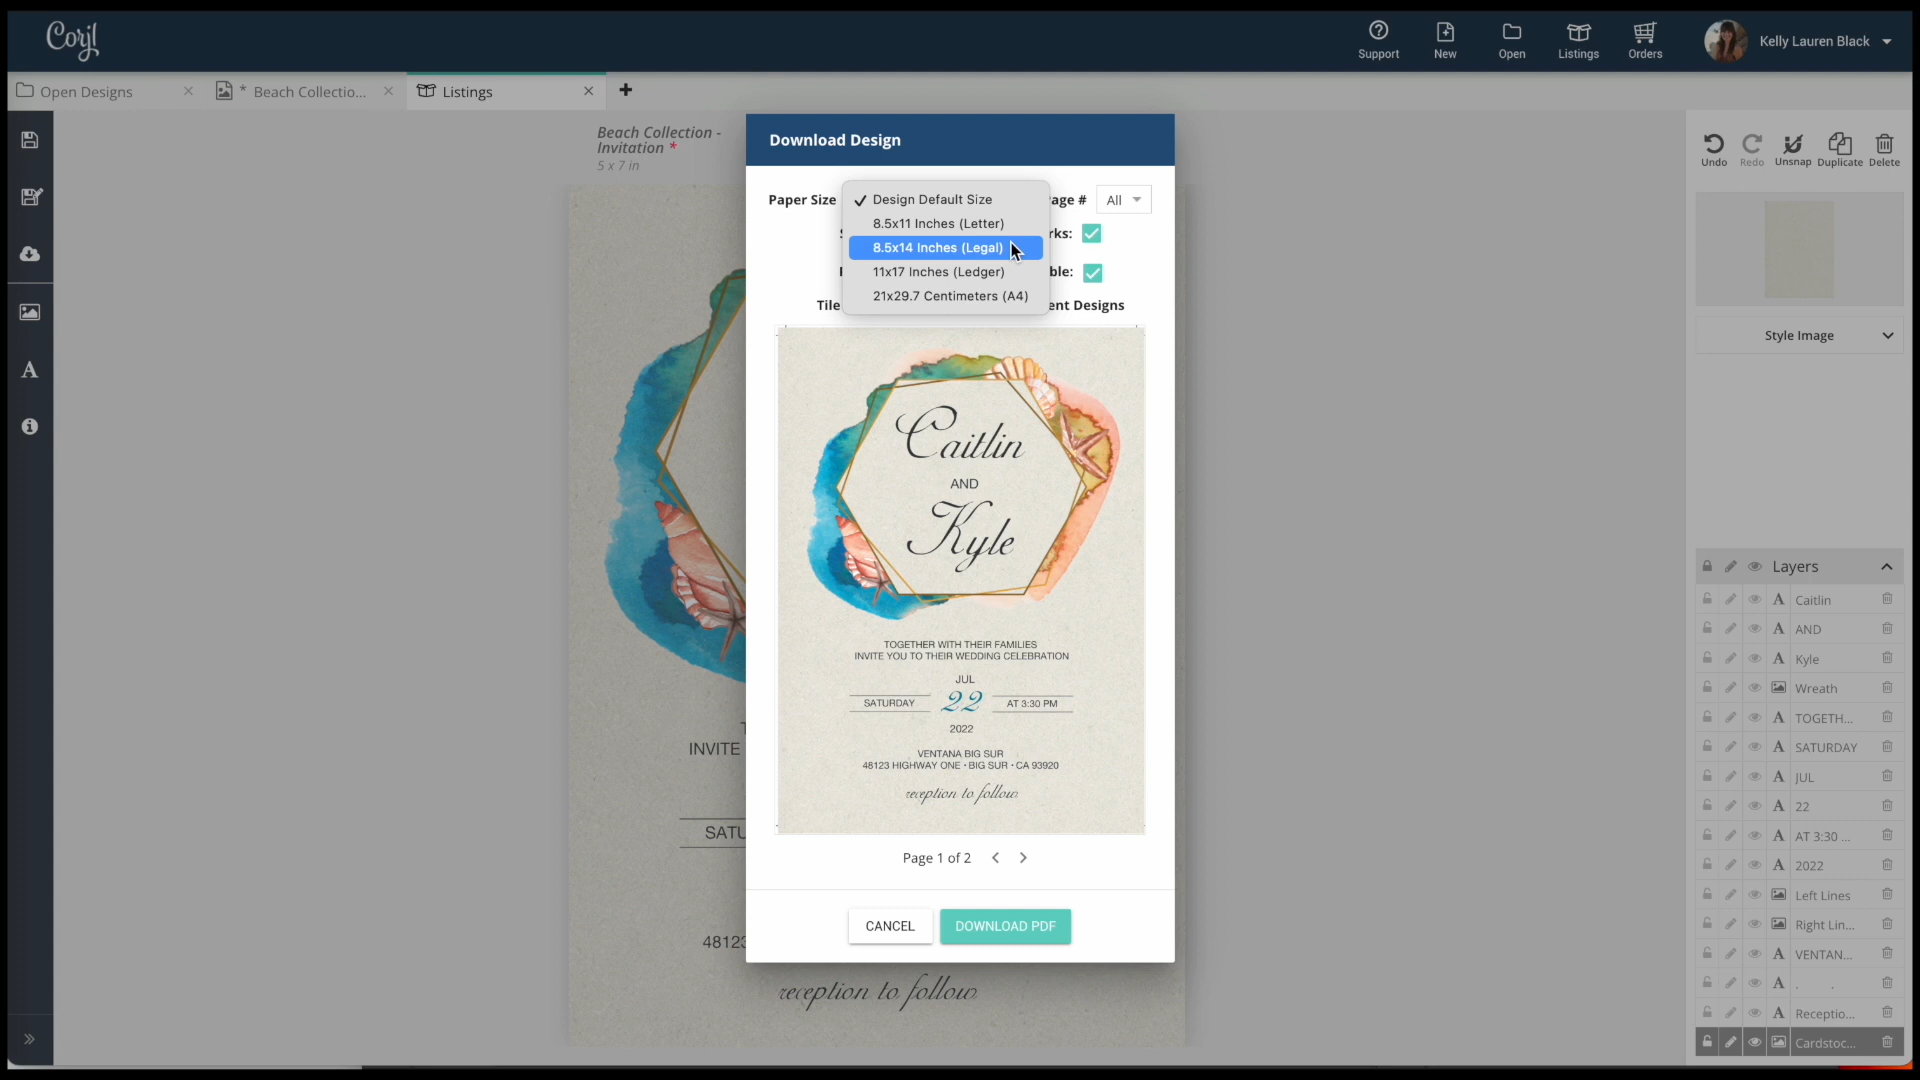 Corjl
Support
New
Open
Listings
Orders
Kelly Lauren Black
Open Designs
* Beach Collectio...
Listings
Beach Collection -
Invitation *
5 x 7 in
INVITE
SATU
48123
reception to follow
Download Design
Paper Size
Design Default Size
8.5x11 Inches (Letter)
8.5x14 Inches (Legal)
11x17 Inches (Ledger)
21x29.7 Centimeters (A4)
age #
All
rks:
ble:
Tile
ent Designs
Caitlin
AND
Kyle
TOGETHER WITH THEIR FAMILIES
INVITE YOU TO THEIR WEDDING CELEBRATION
JUL
SATURDAY 22 AT 3:30 PM
2022
VENTANA BIG SUR
48123 HIGHWAY ONE • BIG SUR • CA 93920
reception to follow
Page 1 of 2
CANCEL
DOWNLOAD PDF
Undo
Redo
Unsnap
Duplicate
Delete
Style Image
Layers
Caitlin
AND
Kyle
Wreath
TOGETH...
SATURDAY
JUL
22
AT 3:30 ...
2022
Left Lines
Right Lin...
VENTAN...
. .
Receptio...
Cardstoc...